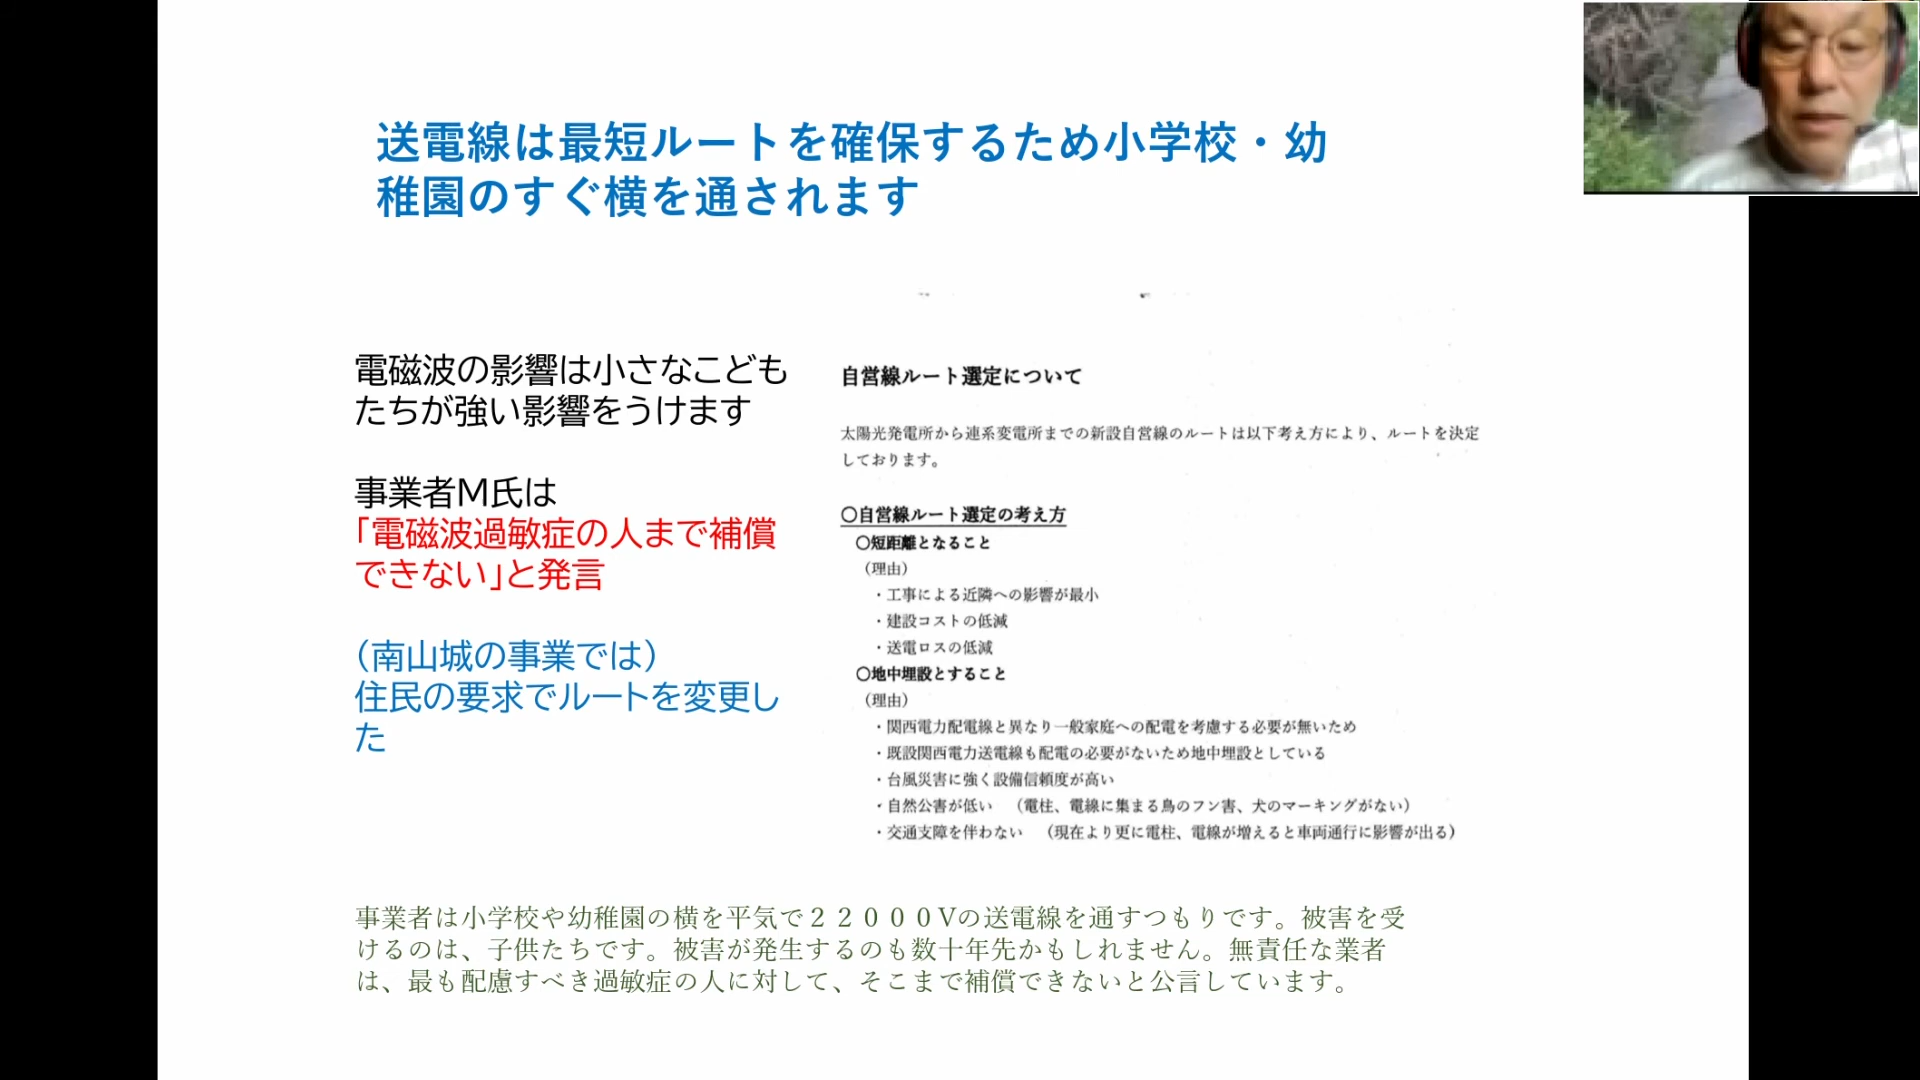 送電線は最短ルートを確保するため小学校・幼
稚園のすぐ横を通されます
電磁波の影響は小さなこども
たちが強い影響をうけます
事業者M氏は
「電磁波過敏症の人まで補償
できない」と発言
（南山城の事業では）
住民の要求でルートを変更し
た
自営線ルート選定について
太陽光発電所から連系変電所までの新設自営線のルートは以下考え方により、ルートを決定
しております。
〇自営線ルート選定の考え方
〇短距離となること
（理由）
・工事による近隣への影響が最小
・建設コストの低減
・送電ロスの低減
〇地中埋設とすること
（理由）
・関西電力配電線と異なり一般家庭への配電を考慮する必要が無いため
・既設関西電力送電線も配電の必要がないため地中埋設としている
・台風災害に強く設備信頼度が高い
・自然公害が低い　（電柱、電線に集まる鳥のフン害、犬のマーキングがない）
・交通支障を伴わない　（現在より更に電柱、電線が増えると車両通行に影響が出る）
事業者は小学校や幼稚園の横を平気で２２０００Vの送電線を通すつもりです。被害を受
けるのは、子供たちです。被害が発生するのも数十年先かもしれません。無責任な業者
は、最も配慮すべき過敏症の人に対して、そこまで補償できないと公言しています。